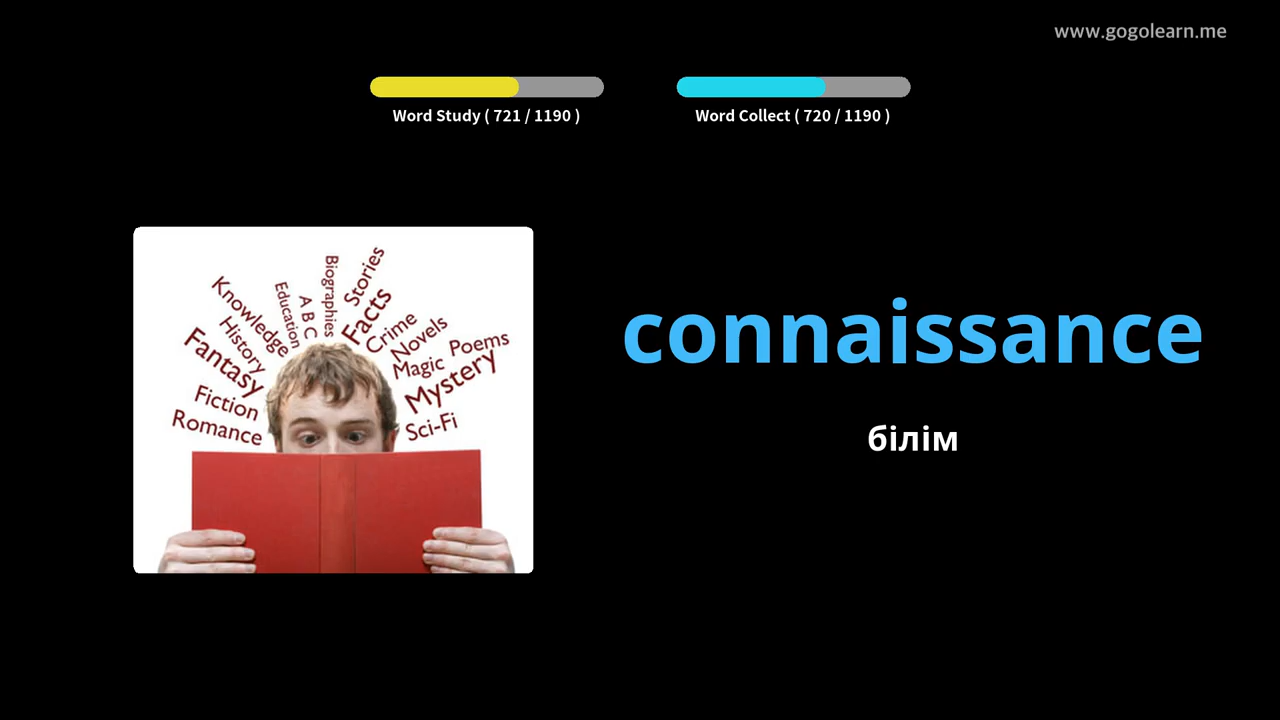 www.gogolearn.me
Word Study ( 721 / 1190 )
Word Collect ( 720 / 1190 )
Stories
Biographies
Facts
Education
A B C
Knowledge
Crime
History
Novels
Poems
Fantasy
Magic
Mystery
Fiction
Romance
Sci-Fi
connaissance
білім